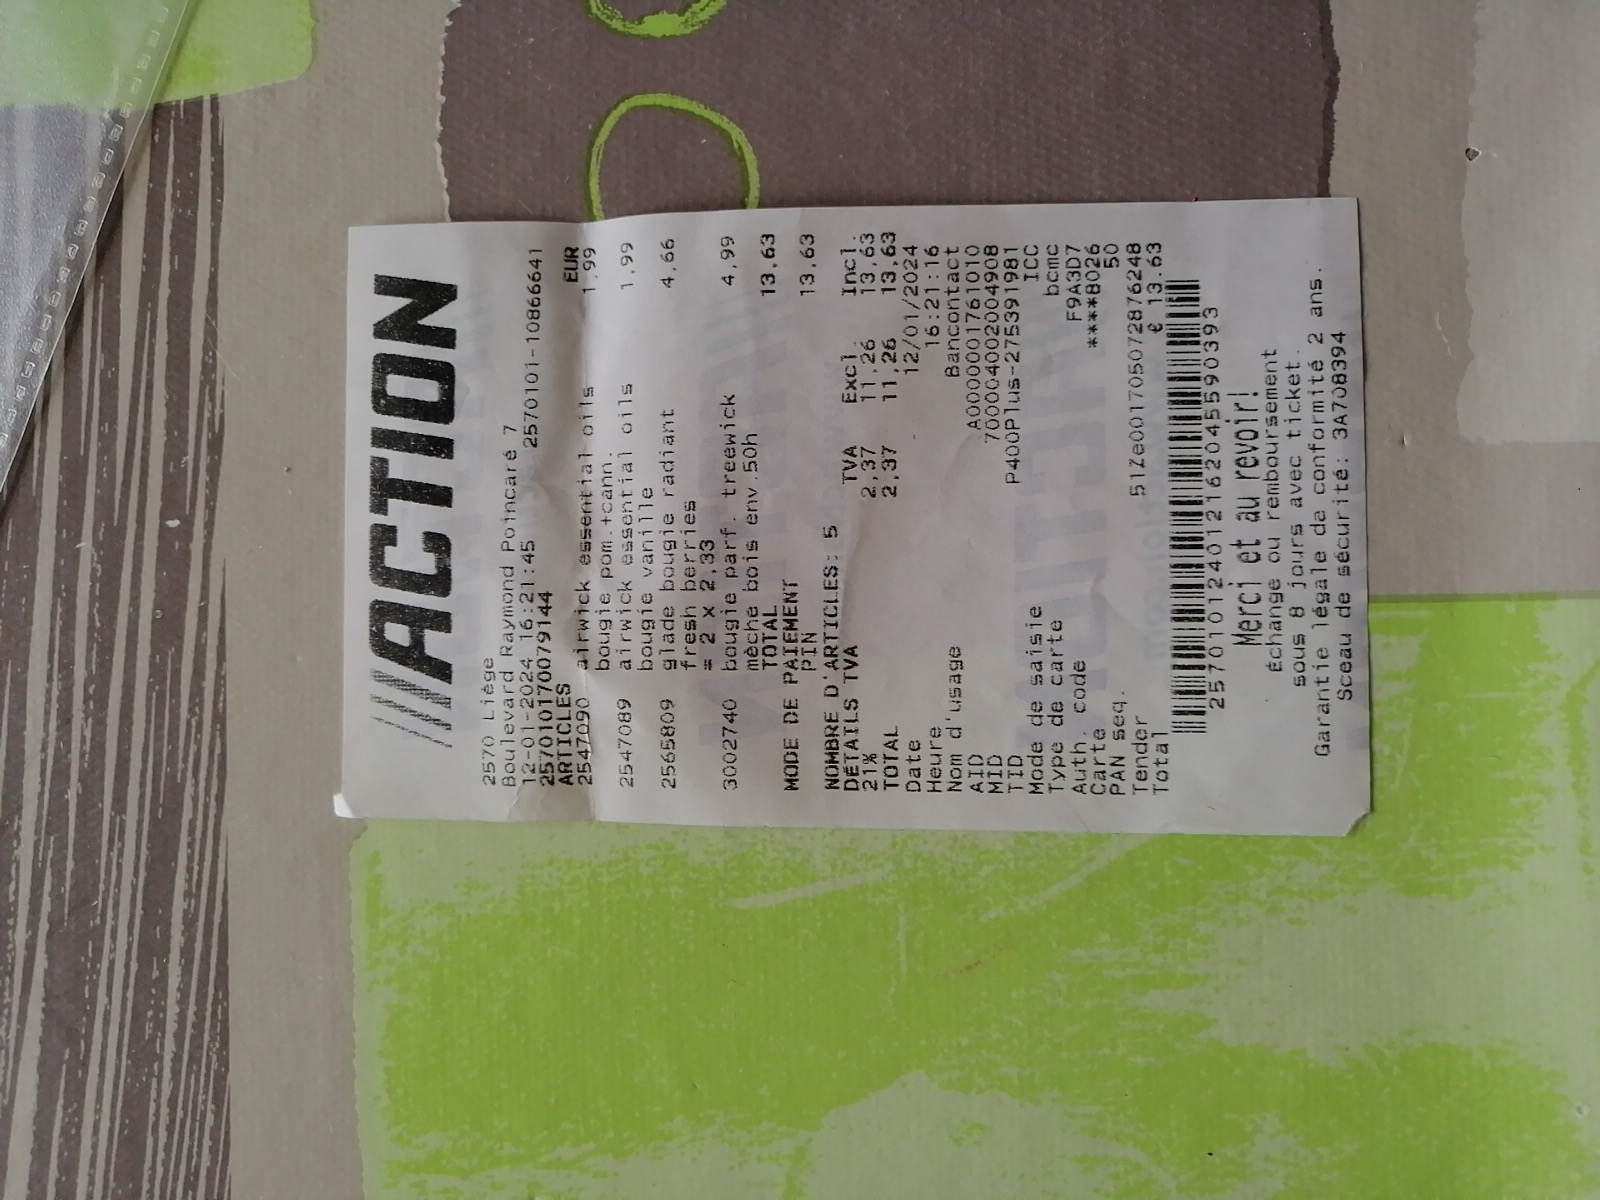 ///ACTION
2570 Liège
Boulevard Raymond Poincaré 7
12-01-2024 16:21:45 2570101-10866641
257010170079144
ARTICLES EUR
2547090 airwick essential oils 1,99
bougie pom.+cann.
2547089 airwick essential oils 1,99
bougie vanille
2565809 glade bougie radiant 4,66
fresh berries
= 2 x 2,33
3002740 bougie parf. treewick 4,99
mèche bois env.50h
TOTAL 13,63
MODE DE PAIEMENT
PIN 13,63
NOMBRE D'ARTICLES: 5
DÉTAILS TVA TVA Excl. Incl.
21% 2,37 11,26 13,63
TOTAL 2,37 11,26 13,63
Date 12/01/2024
Heure 16:21:16
Nom d'usage Bancontact
AID A0000001761010
MID 70004002004908
TID P400Plus-275391981
Mode de saisie ICC
Type de carte bcmc
Auth. code F9A3D7
Carte ****8026
PAN seq. 50
Tender 51Ze001705072876248
Total € 13.63
257010124012162045590393
Merci et au revoir!
Échange ou remboursement
sous 8 jours avec ticket.
Garantie légale de conformité 2 ans.
Sceau de sécurité: 3A708394